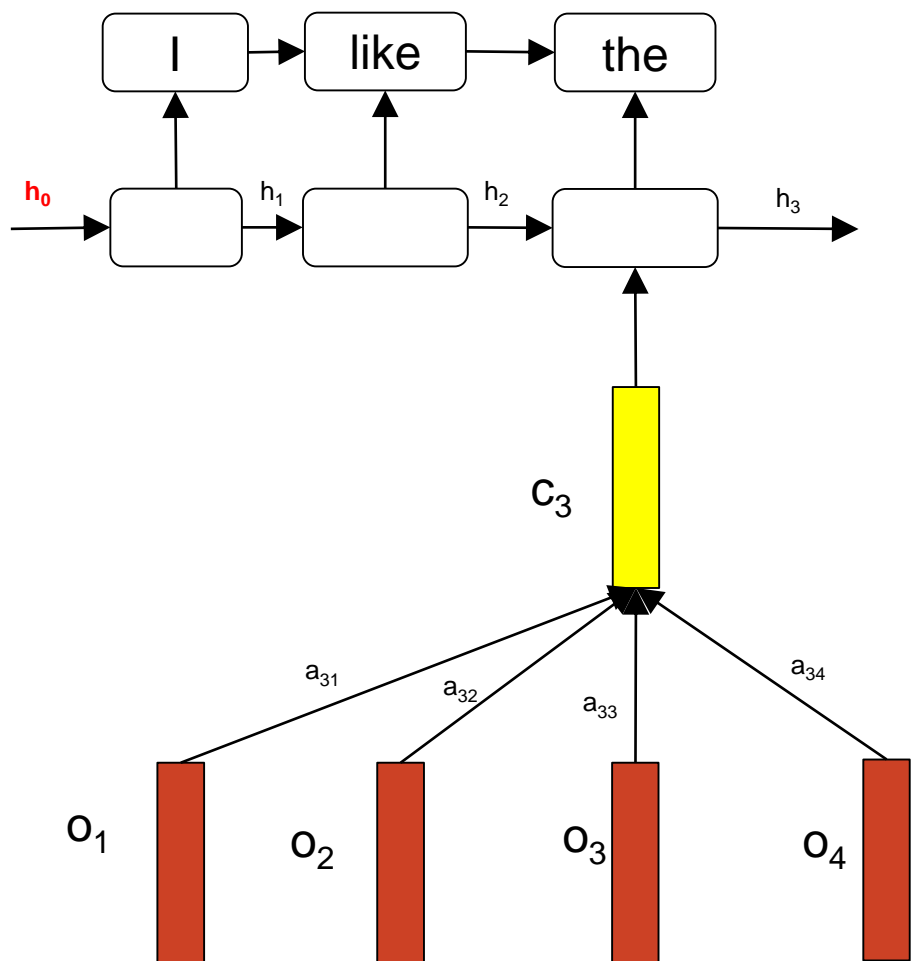 I like the
h₀ h₁ h₂ h₃
c₃
a₃₁ a₃₂ a₃₃ a₃₄
o₁ o₂ o₃ o₄